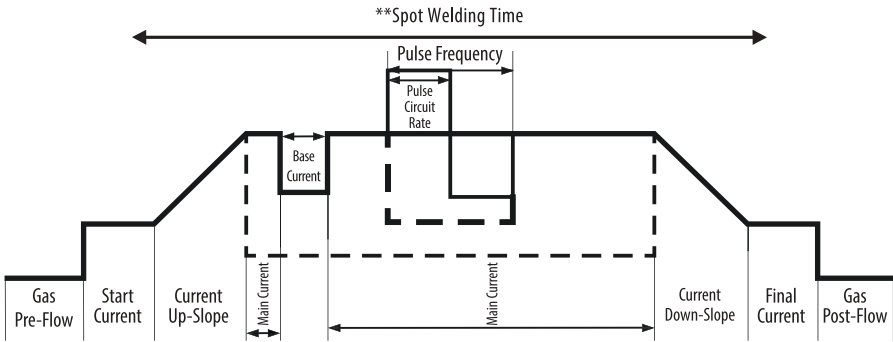 **Spot Welding Time
Pulse Frequency
Pulse
Circuit
Rate
Base
Current
Gas
Pre-Flow
Start
Current
Current
Up-Slope
Main Current
Main Current
Current
Down-Slope
Final
Current
Gas
Post-Flow